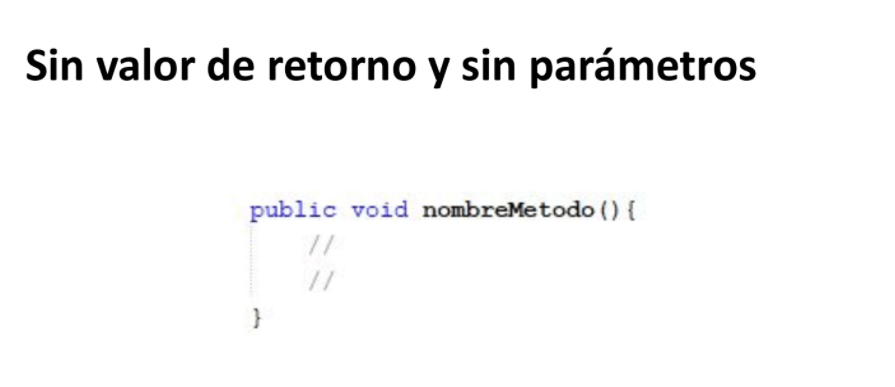 Sin valor de retorno y sin parámetros
public void nombreMetodo(){
//
//
}